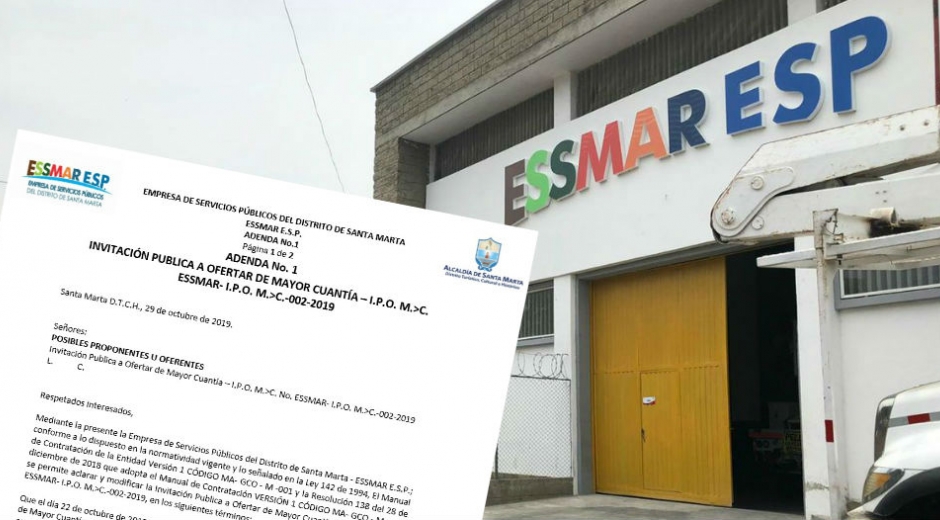 ESSMAR ESP
ESSMAR ESP
EMPRESA DE SERVICIOS PÚBLICOS
DEL DISTRITO DE SANTA MARTA
EMPRESA DE SERVICIOS PÚBLICOS DEL DISTRITO DE SANTA MARTA
ESSMAR E.S.P.
ADENDA No.1
Página 1 de 2
ADENDA No. 1
INVITACIÓN PUBLICA A OFERTAR DE MAYOR CUANTÍA – I.P.O. M.>C.
ESSMAR- I.P.O. M.>C.-002-2019
ALCALDÍA DE SANTA MARTA
Distrito Turístico, Cultural e Histórico
Santa Marta D.T.C.H., 29 de octubre de 2019.
Señores:
POSIBLES PROPONENTES U OFERENTES
Invitación Publica a Ofertar de Mayor Cuantía – I.P.O. M.>C. No. ESSMAR- I.P.O. M.>C.-002-2019
L. C.
Respetados interesados,
Mediante la presente la Empresa de Servicios Públicos del Distrito de Santa Marta - ESSMAR E.S.P.;
conforme a lo dispuesto en la normatividad vigente y lo señalado en la Ley 142 de 1994, El Manual
de Contratación de la Entidad Versión 1 CÓDIGO MA- GCO - M -001 y la Resolución 138 del 28 de
diciembre de 2018 que adopta el Manual de Contratación VERSIÓN 1 CÓDIGO MA- GCO - M
se permite aclarar y modificar la Invitación Publica a Ofertar de Mayor
ESSMAR- I.P.O. M.>C.-002-2019, en los siguientes términos:
Que el día 22 de octubre de
de Mayor